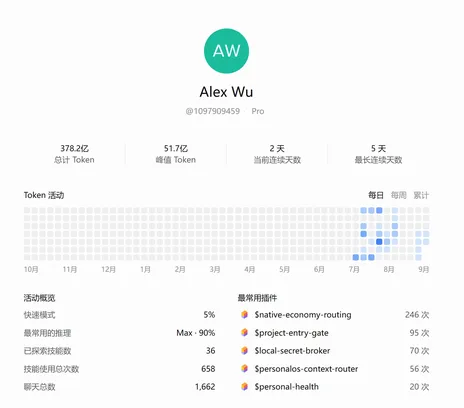 AW
Alex Wu
@1097909459 Pro
378.2亿 51.7亿 2 天 5 天
总计 Token 峰值 Token 当前连续天数 最长连续天数
Token 活动 每日 每周 累计
10月 11月 12月 1月 2月 3月 4月 5月 6月 7月 8月 9月
活动概览 最常用插件
快速模式 5% $native-economy-routing 246 次
最常用的推理 Max · 90% $project-entry-gate 95 次
已探索技能数 36 $local-secret-broker 70 次
技能使用总次数 658 $personalos-context-router 56 次
聊天总数 1,662 $personal-health 20 次